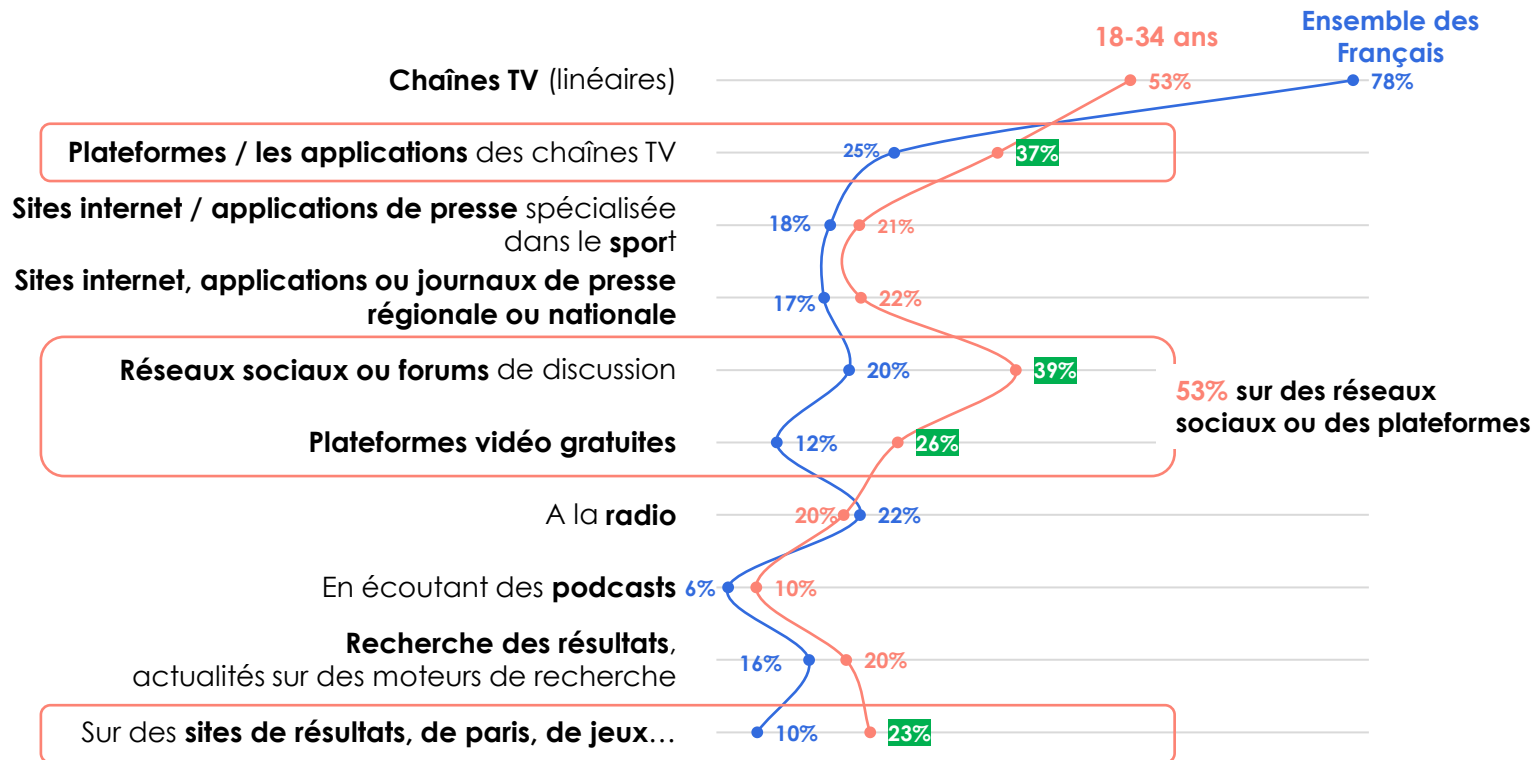 18-34 ans
Ensemble des
Français
Chaînes TV (linéaires)
53%
78%
Plateformes / les applications des chaînes TV
25%
37%
Sites internet / applications de presse spécialisée
dans le sport
18%
21%
Sites internet, applications ou journaux de presse
régionale ou nationale
17%
22%
Réseaux sociaux ou forums de discussion
20%
39%
53% sur des réseaux
sociaux ou des plateformes
Plateformes vidéo gratuites
12%
26%
A la radio
20%
22%
En écoutant des podcasts
6%
10%
Recherche des résultats,
actualités sur des moteurs de recherche
16%
20%
Sur des sites de résultats, de paris, de jeux…
10%
23%